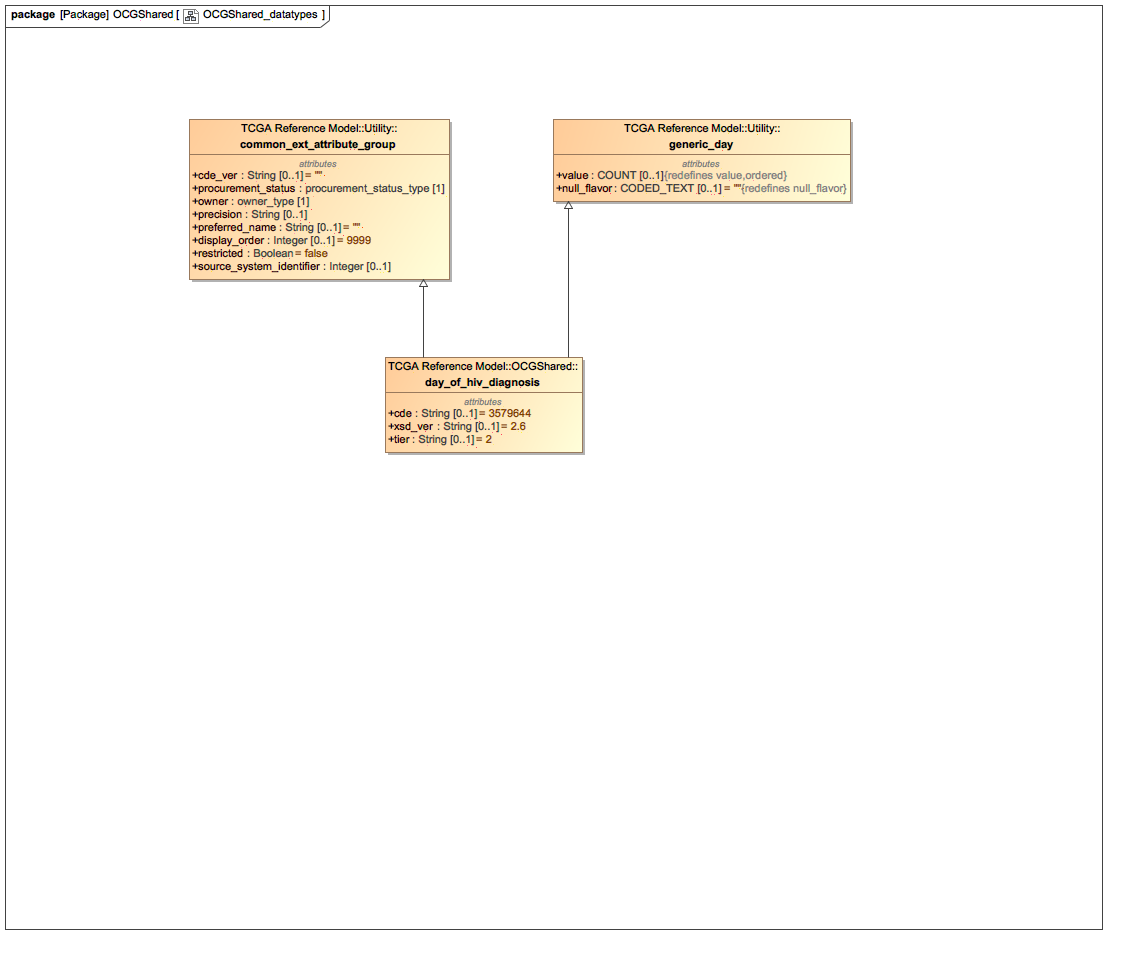 package [Package] OCGShared [ OCGShared_datatypes ]
TCGA Reference Model::Utility::
common_ext_attribute_group
attributes
+cde_ver : String [0..1] = ""
+procurement_status : procurement_status_type [1]
+owner : owner_type [1]
+precision : String [0..1]
+preferred_name : String [0..1] = ""
+display_order : Integer [0..1] = 9999
+restricted : Boolean = false
+source_system_identifier : Integer [0..1]
TCGA Reference Model::Utility::
generic_day
attributes
+value : COUNT [0..1]{redefines value,ordered}
+null_flavor : CODED_TEXT [0..1] = ""{redefines null_flavor}
TCGA Reference Model::OCGShared::
day_of_hiv_diagnosis
attributes
+cde : String [0..1] = 3579644
+xsd_ver : String [0..1] = 2.6
+tier : String [0..1] = 2